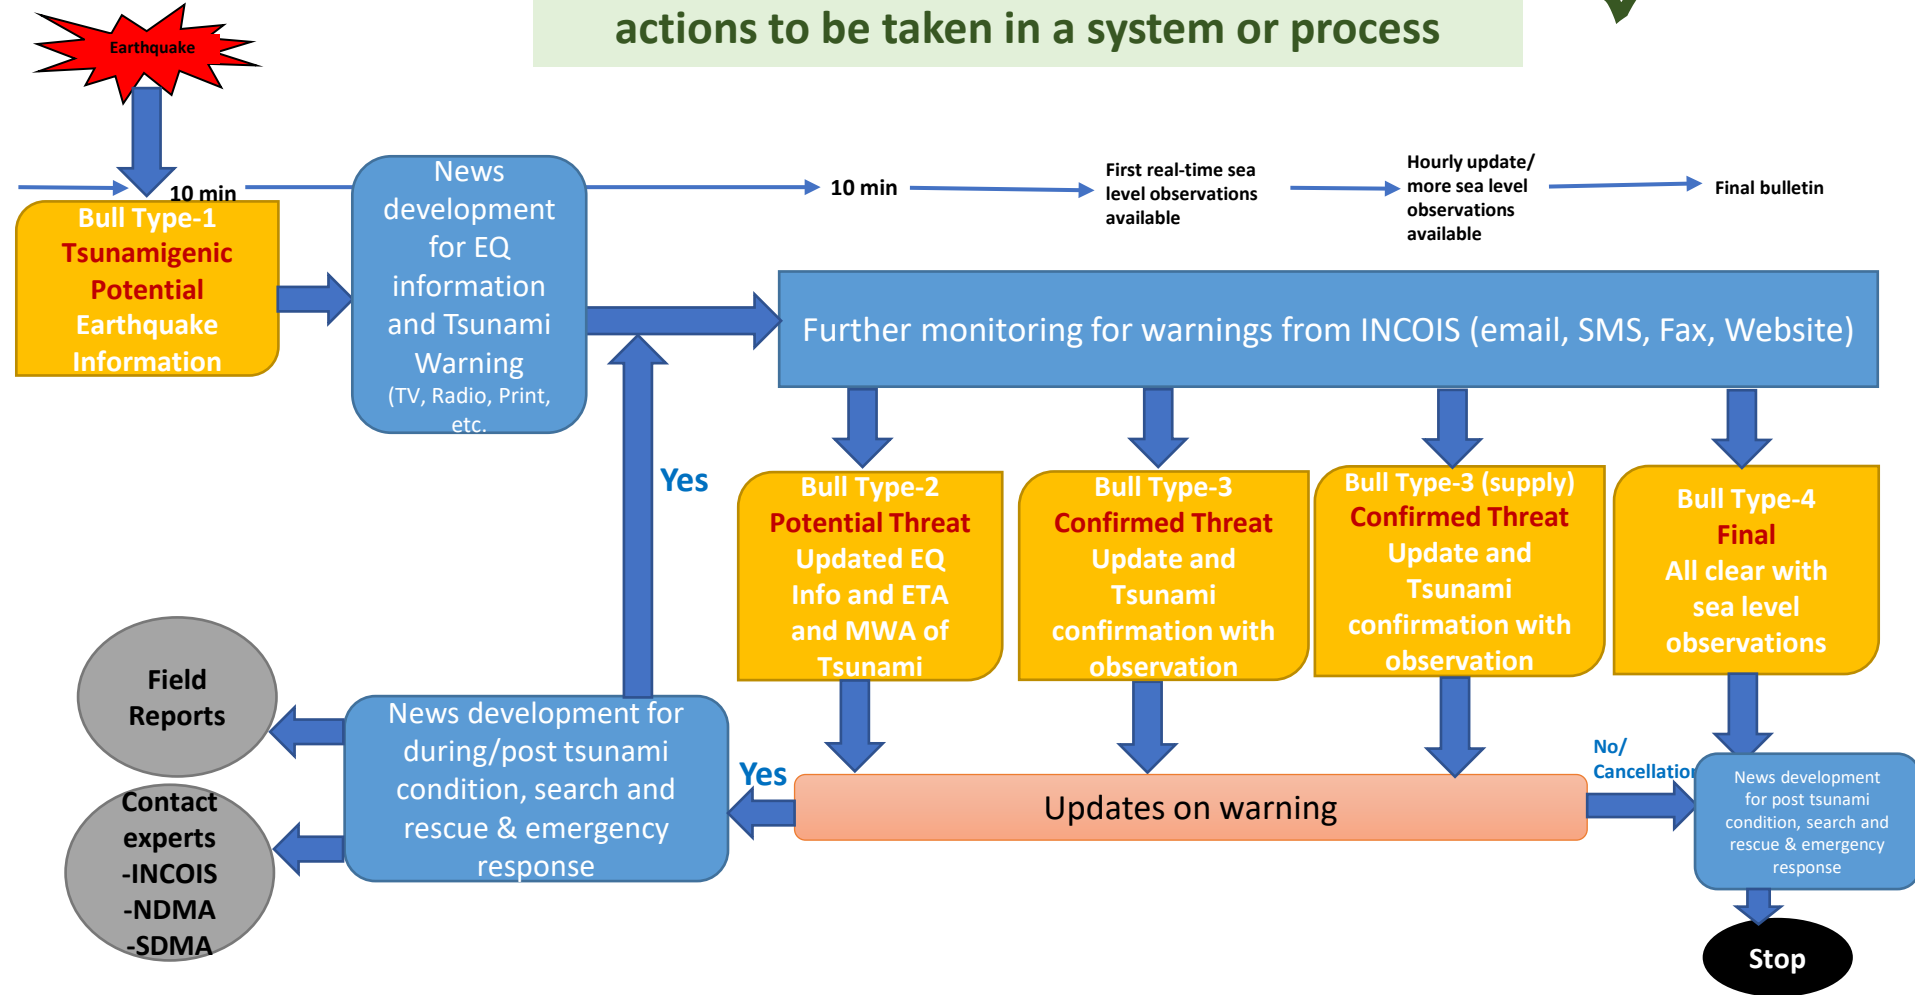 actions to be taken in a system or process
Earthquake
10 min
10 min
First real-time sea
level observations
available
Hourly update/
more sea level
observations
available
Final bulletin
Bull Type-1
Tsunamigenic
Potential
Earthquake
Information
News
development
for EQ
information
and Tsunami
Warning
(TV, Radio, Print,
etc.
Further monitoring for warnings from INCOIS (email, SMS, Fax, Website)
Yes
Bull Type-2
Potential Threat
Updated EQ
Info and ETA
and MWA of
Tsunami
Bull Type-3
Confirmed Threat
Update and
Tsunami
confirmation with
observation
Bull Type-3 (supply)
Confirmed Threat
Update and
Tsunami
confirmation with
observation
Bull Type-4
Final
All clear with
sea level
observations
Field
Reports
Contact
experts
-INCOIS
-NDMA
-SDMA
News development for
during/post tsunami
condition, search and
rescue & emergency
response
Yes
Updates on warning
No/
Cancellation
News development
for post tsunami
condition, search and
rescue & emergency
response
Stop